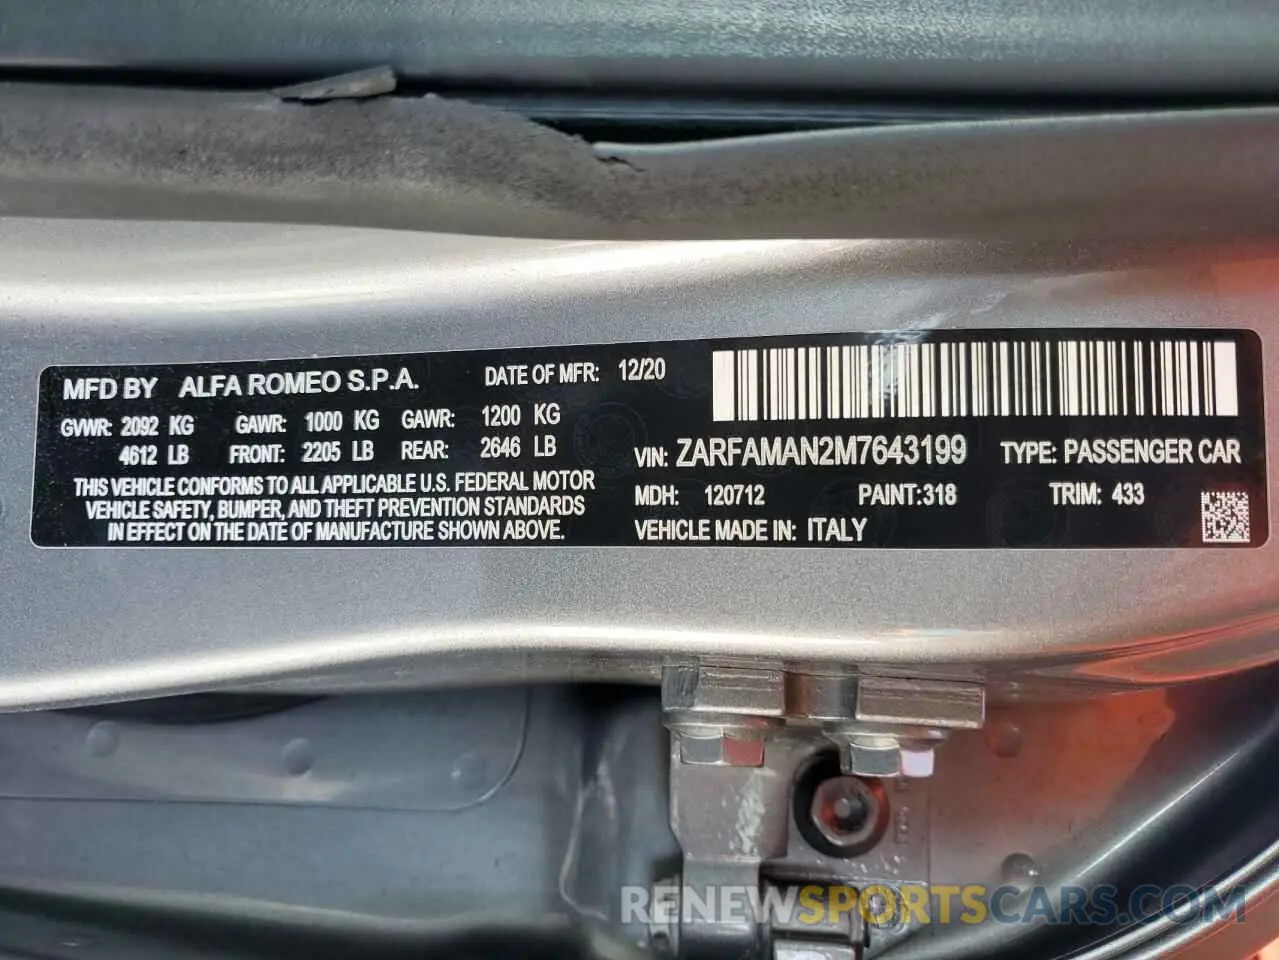 MFD BY ALFA ROMEO S.P.A. DATE OF MFR: 12/20
GVWR: 2092 KG GAWR: 1000 KG GAWR: 1200 KG
4612 LB FRONT: 2205 LB REAR: 2646 LB
THIS VEHICLE CONFORMS TO ALL APPLICABLE U.S. FEDERAL MOTOR
VEHICLE SAFETY, BUMPER, AND THEFT PREVENTION STANDARDS
IN EFFECT ON THE DATE OF MANUFACTURE SHOWN ABOVE.
VIN: ZARFAMAN2M7643199 TYPE: PASSENGER CAR
MDH: 120712 PAINT:318 TRIM: 433
VEHICLE MADE IN: ITALY
RENEWSPORTSCARS.COM